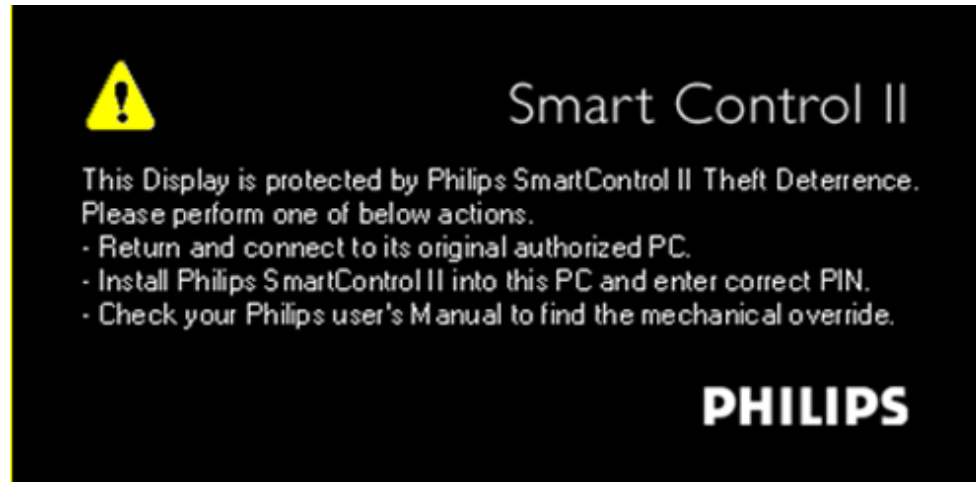 Smart Control II
This Display is protected by Philips SmartControl II Theft Deterrence.
Please perform one of below actions.
- Return and connect to its original authorized PC.
- Install Philips SmartControl II into this PC and enter correct PIN.
- Check your Philips user's Manual to find the mechanical override.
PHILIPS